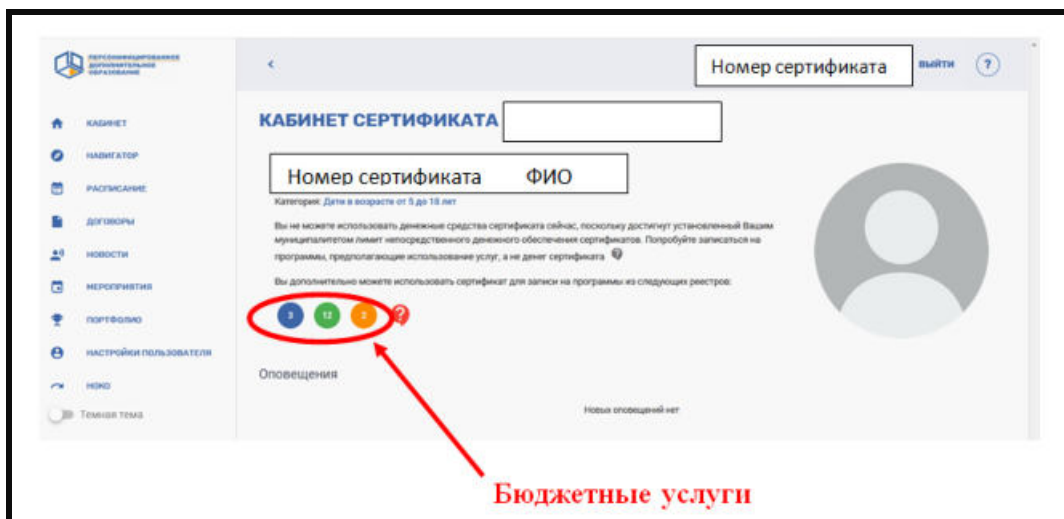 ПЕРСОНИФИЦИРОВАННОЕ
ДОПОЛНИТЕЛЬНОЕ
ОБРАЗОВАНИЕ
Номер сертификата
ВЫЙТИ
?
КАБИНЕТ
НАВИГАТОР
РАСПИСАНИЕ
ДОГОВОРЫ
НОВОСТИ
МЕРОПРИЯТИЯ
ПОРТФОЛИО
НАСТРОЙКИ ПОЛЬЗОВАТЕЛЯ
НОКО
Темная тема
КАБИНЕТ СЕРТИФИКАТА
Номер сертификата ФИО
Категория: Дети в возрасте от 5 до 18 лет
Вы не можете использовать денежные средства сертификата сейчас, поскольку достигнут установленный Вашим
муниципалитетом лимит непосредственного денежного обеспечения сертификатов. Попробуйте записаться на
программы, предполагающие использование услуг, а не денег сертификата ?
Вы дополнительно можете использовать сертификат для записи на программы из следующих реестров:
3 12 2 ?
Оповещения
Новых оповещений нет
Бюджетные услуги